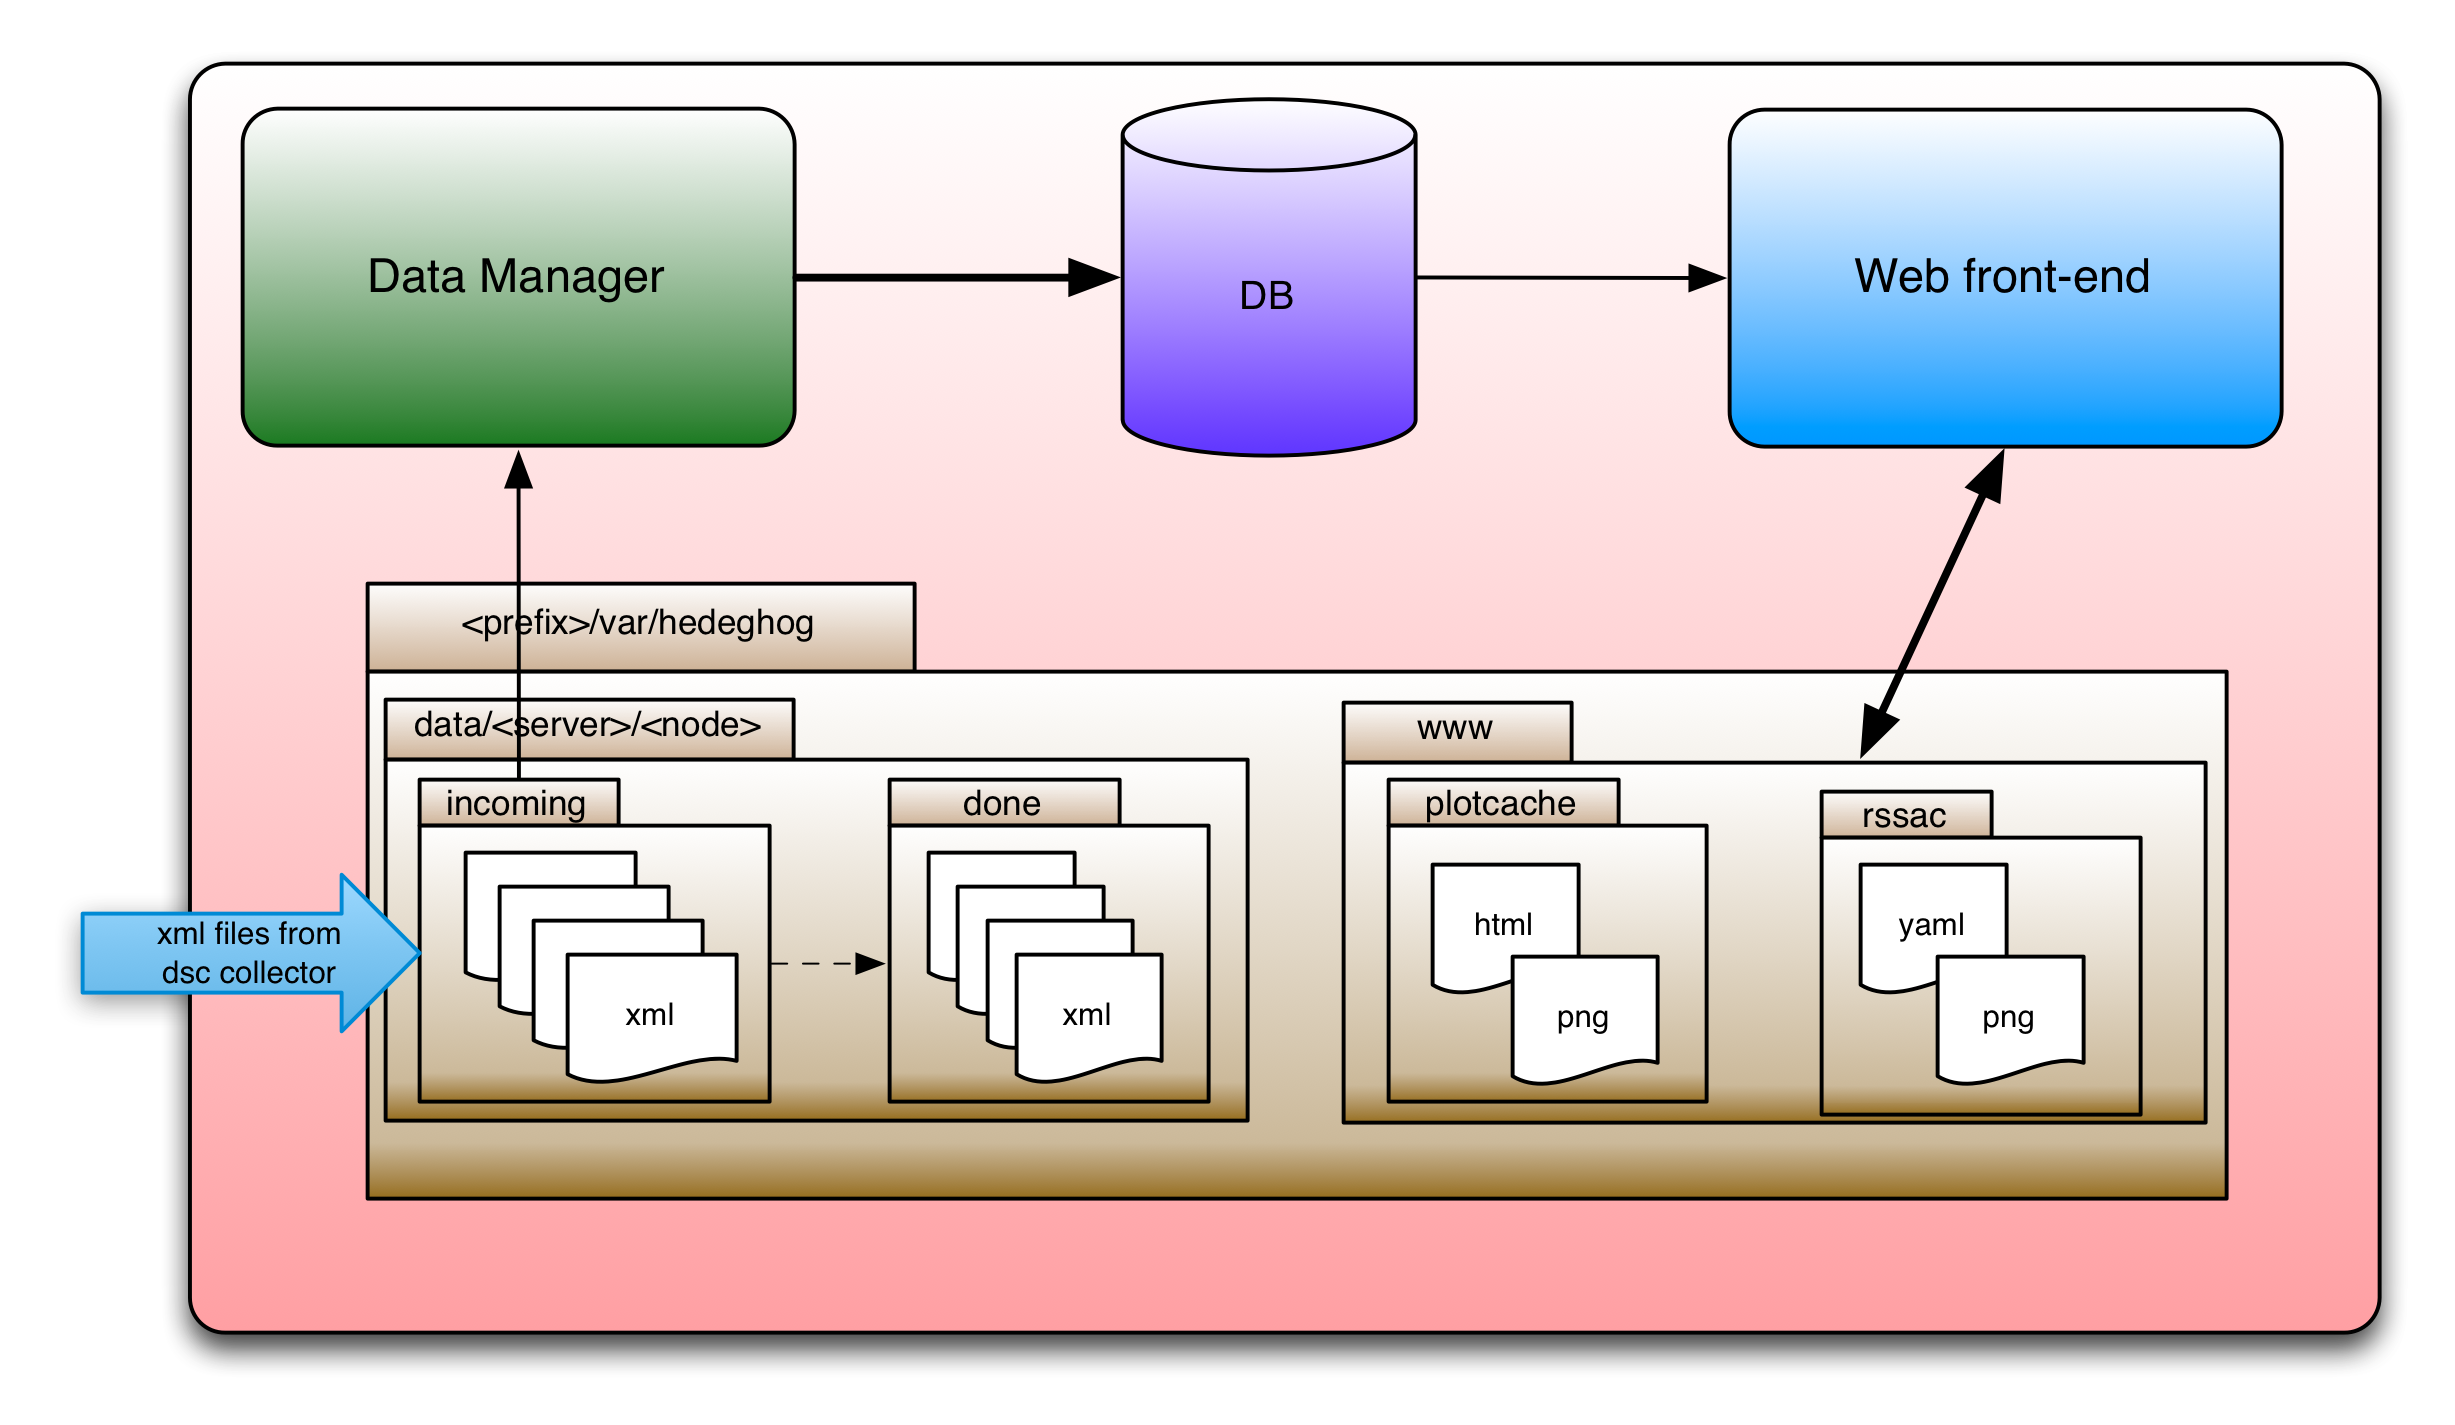 Data Manager
DB
Web front-end
<prefix>/var/hedeghog
data/<server>/<node>
www
incoming
done
plotcache
rssac
xml files from
dsc collector
xml
xml
html
png
yaml
png